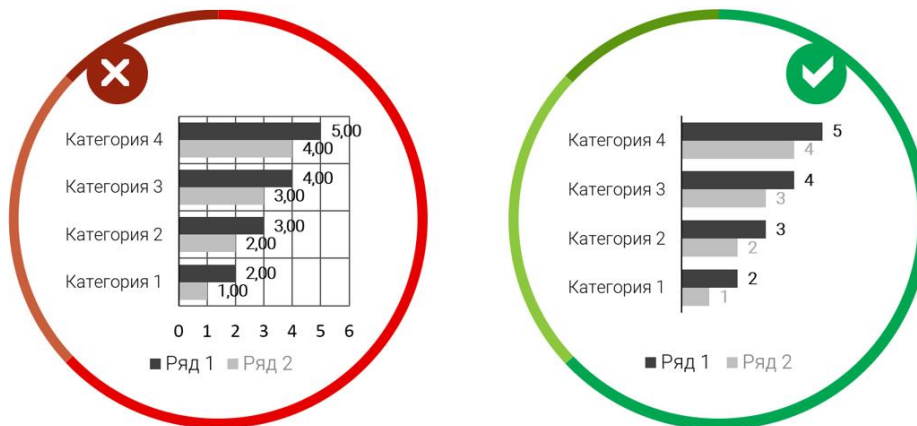 Категория 4
5,00
4,00
Категория 3
4,00
3,00
Категория 2
3,00
2,00
Категория 1
2,00
1,00
0 1 2 3 4 5 6
Ряд 1 Ряд 2
Категория 4
5
4
Категория 3
4
3
Категория 2
3
2
Категория 1
2
1
Ряд 1 Ряд 2